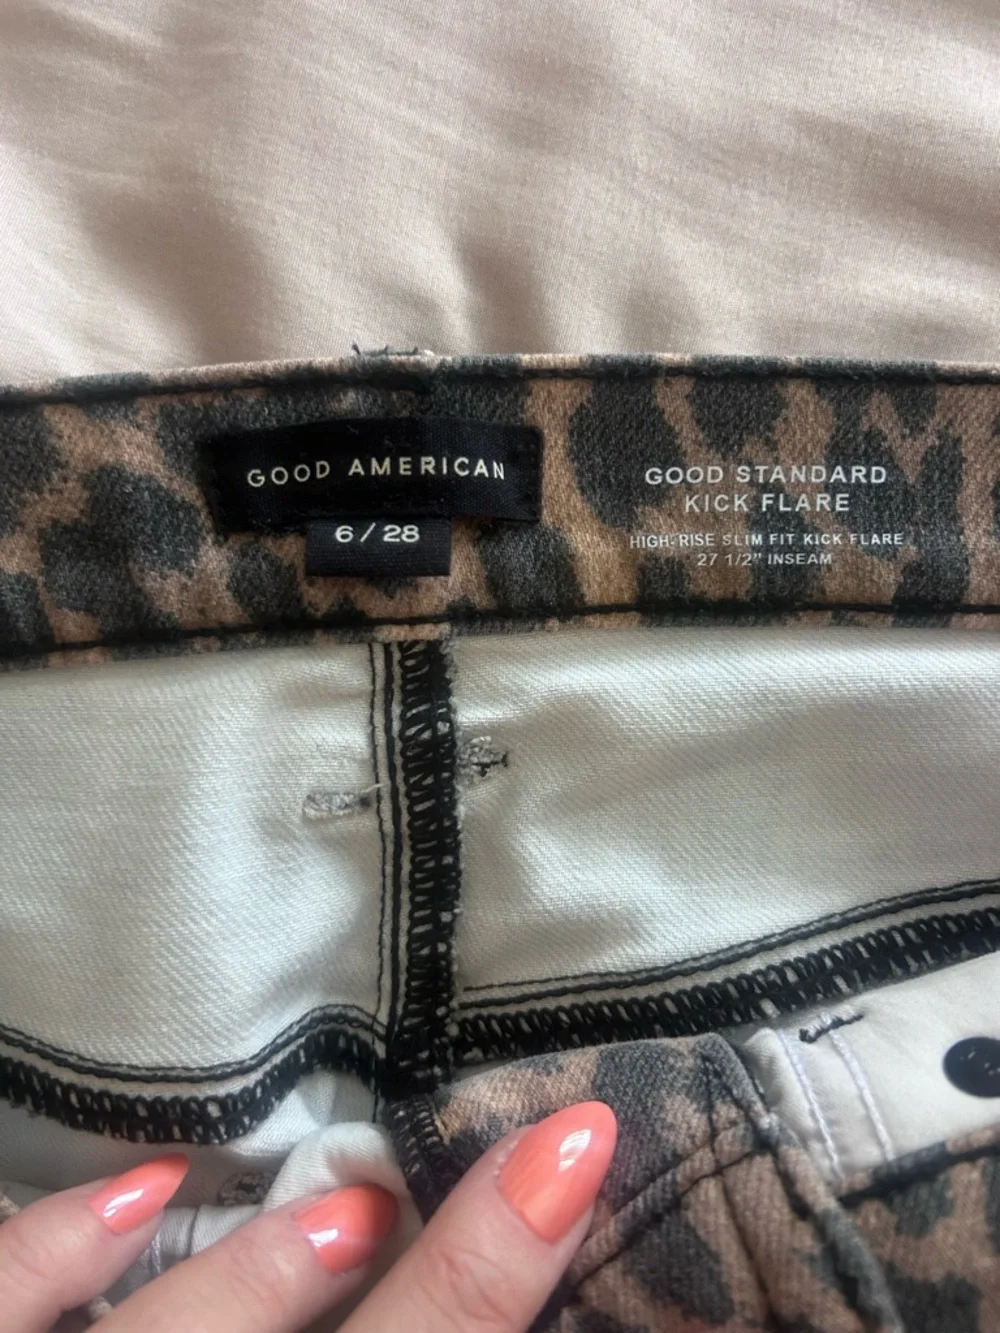 GOOD AMERICAN
6 / 28
GOOD STANDARD
KICK FLARE
HIGH-RISE SLIM FIT KICK FLARE
27 1/2" INSEAM